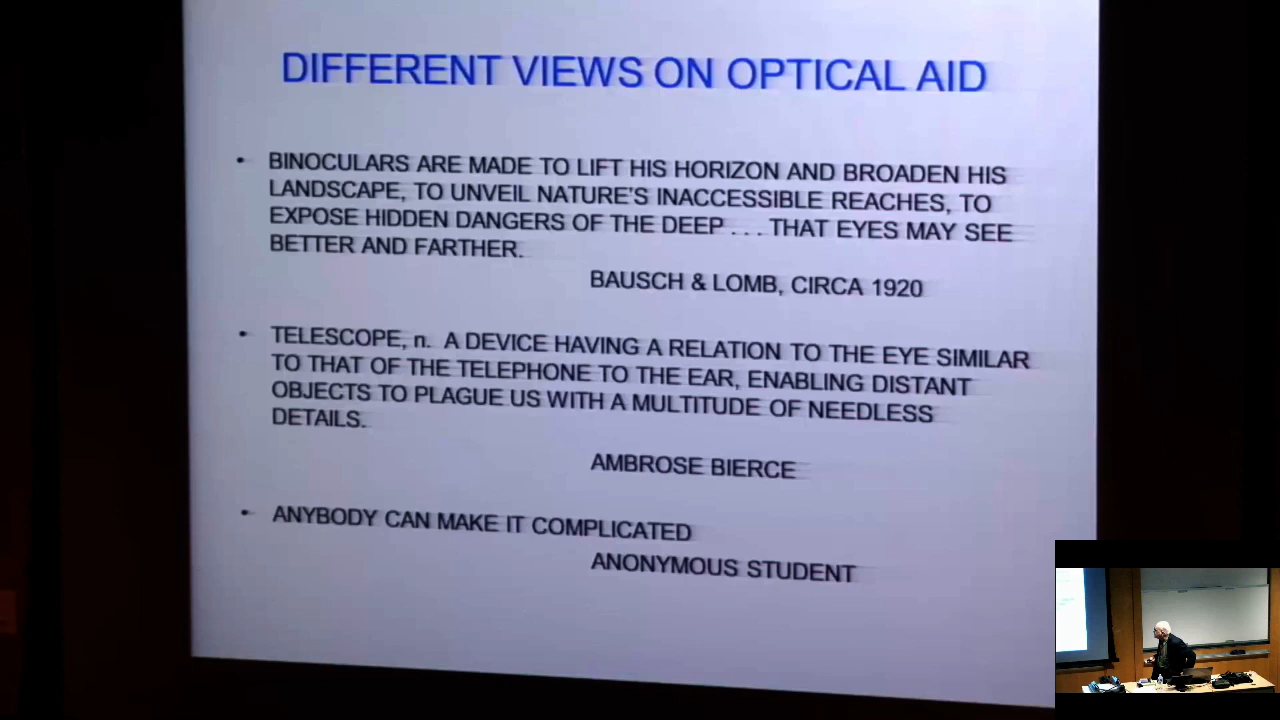 DIFFERENT VIEWS ON OPTICAL AID
• BINOCULARS ARE MADE TO LIFT HIS HORIZON AND BROADEN HIS
LANDSCAPE, TO UNVEIL NATURE'S INACCESSIBLE REACHES, TO
EXPOSE HIDDEN DANGERS OF THE DEEP . . . THAT EYES MAY SEE
BETTER AND FARTHER.
BAUSCH & LOMB, CIRCA 1920
• TELESCOPE, n. A DEVICE HAVING A RELATION TO THE EYE SIMILAR
TO THAT OF THE TELEPHONE TO THE EAR, ENABLING DISTANT
OBJECTS TO PLAGUE US WITH A MULTITUDE OF NEEDLESS
DETAILS.
AMBROSE BIERCE
• ANYBODY CAN MAKE IT COMPLICATED
ANONYMOUS STUDENT